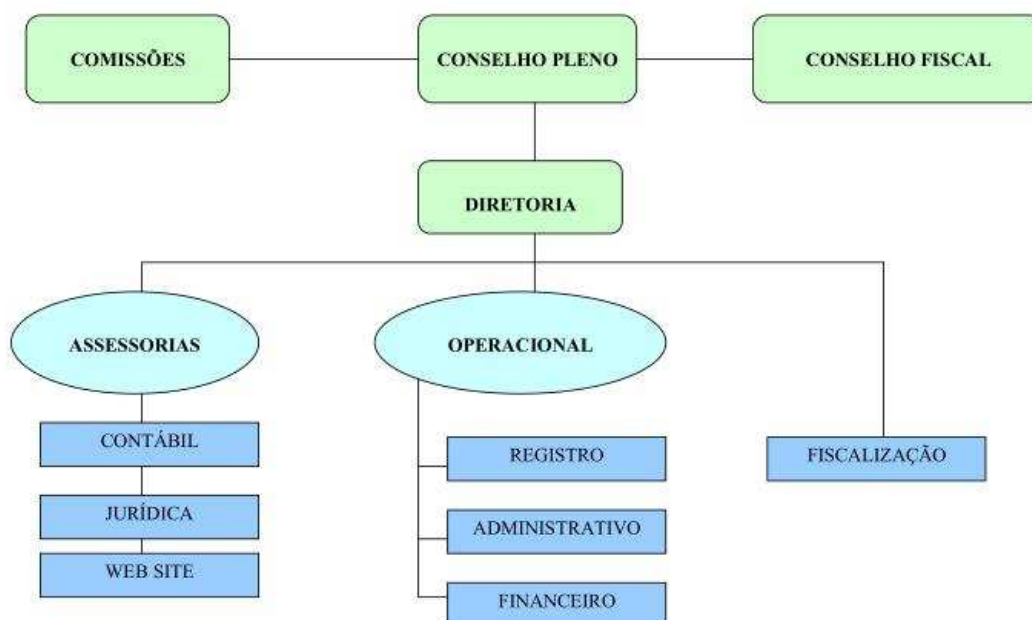 COMISSÕES
CONSELHO PLENO
CONSELHO FISCAL
DIRETORIA
ASSESSORIAS
OPERACIONAL
CONTÁBIL
JURÍDICA
WEB SITE
REGISTRO
ADMINISTRATIVO
FINANCEIRO
FISCALIZAÇÃO